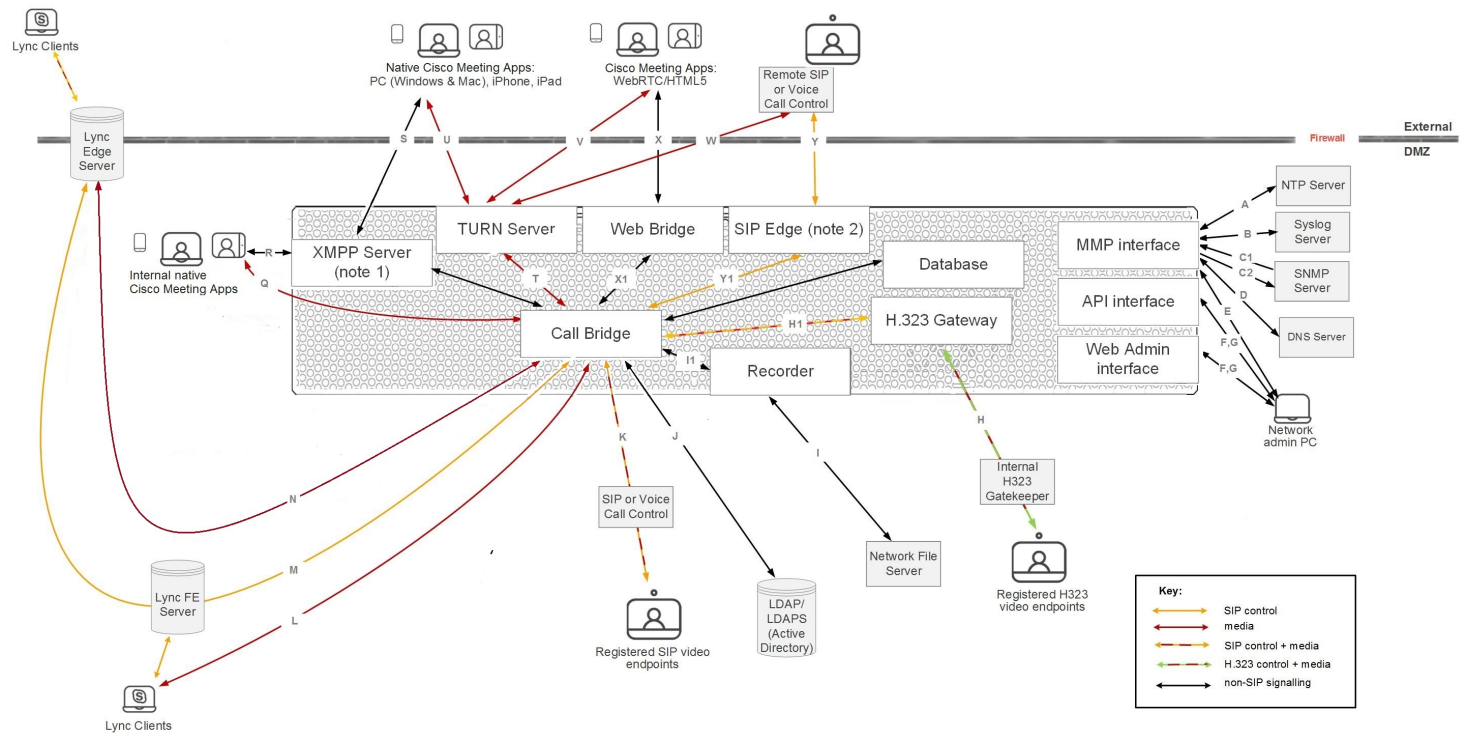 Lync Clients
Native Cisco Meeting Apps:
PC (Windows & Mac), iPhone, iPad
Cisco Meeting Apps:
WebRTC/HTML5
Remote SIP
or Voice
Call Control
Lync
Edge
Server
S
U
V
X
W
Y
Firewall
External
DMZ
NTP Server
A
Syslog
Server
B
C1
C2
SNMP
Server
D
E
DNS Server
F,G
F,G
Network
admin PC
XMPP Server
(note 1)
TURN Server
Web Bridge
SIP Edge (note 2)
Database
MMP interface
API interface
Web Admin
interface
R
Internal native
Cisco Meeting Apps
Q
T
X1
Y1
Call Bridge
H1
H.323 Gateway
I1
Recorder
K
J
I
H
N
M
L
SIP or Voice
Call Control
Internal
H323
Gatekeeper
Network File
Server
Lync FE
Server
LDAP/
LDAPS
(Active
Directory)
Registered SIP video
endpoints
Registered H323
video endpoints
Lync Clients
Key:
SIP control
media
SIP control + media
H.323 control + media
non-SIP signalling